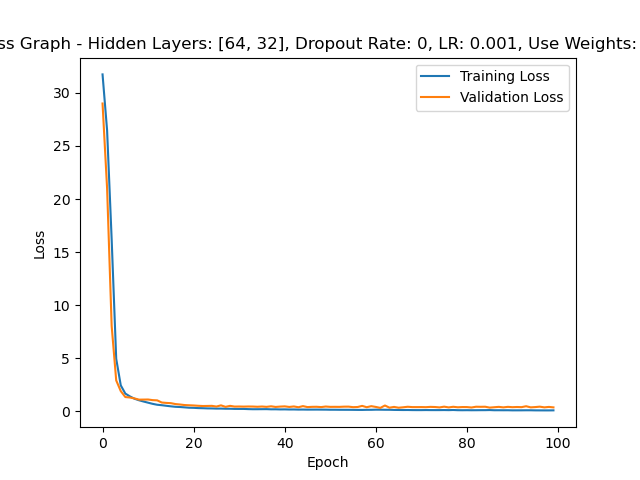 ss Graph - Hidden Layers: [64, 32], Dropout Rate: 0, LR: 0.001, Use Weights:
Training Loss
Validation Loss
30
25
20
15
10
5
0
Loss
0 20 40 60 80 100
Epoch